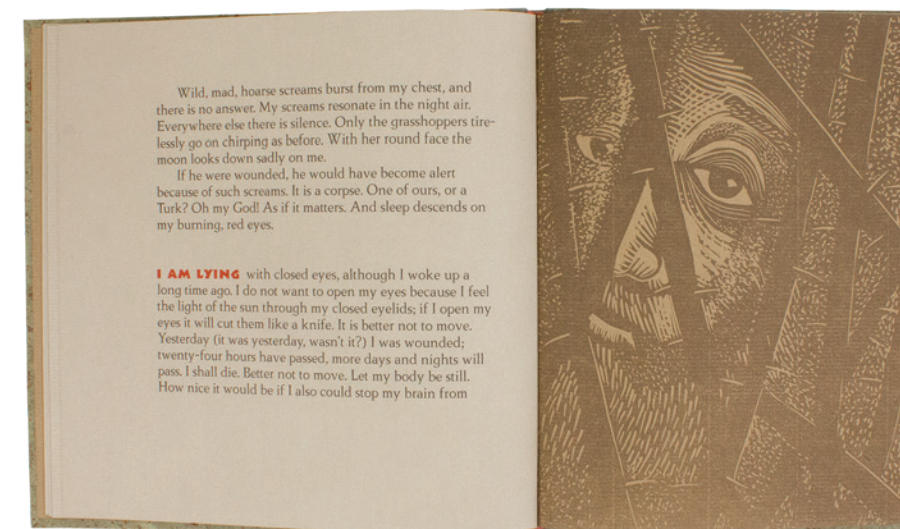 Wild, mad, hoarse screams burst from my chest, and
there is no answer. My screams resonate in the night air.
Everywhere else there is silence. Only the grasshoppers tire-
lessly go on chirping as before. With her round face the
moon looks down sadly on me.
If he were wounded, he would have become alert
because of such screams. It is a corpse. One of ours, or a
Turk? Oh my God! As if it matters. And sleep descends on
my burning, red eyes.
I AM LYING with closed eyes, although I woke up a
long time ago. I do not want to open my eyes because I feel
the light of the sun through my closed eyelids; if I open my
eyes it will cut them like a knife. It is better not to move.
Yesterday (it was yesterday, wasn't it?) I was wounded;
twenty-four hours have passed, more days and nights will
pass. I shall die. Better not to move. Let my body be still.
How nice it would be if I also could stop my brain from